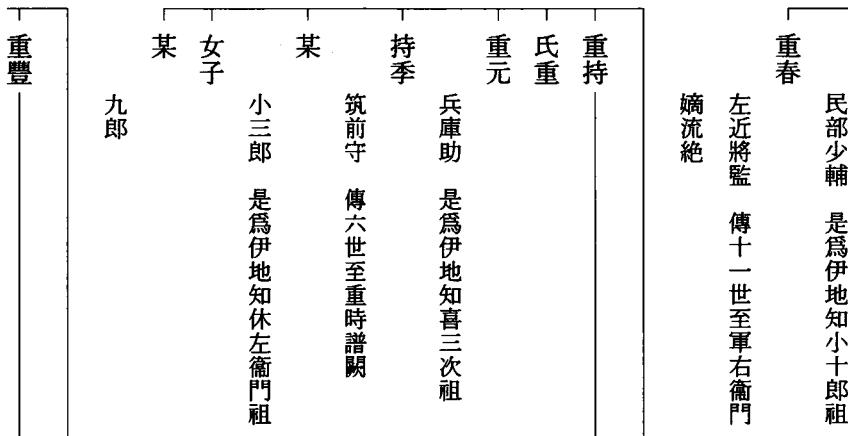 民部少輔　是爲伊地知小十郎祖
重春
左近將監　傳十一世至軍右衞門
嫡流絶
重持
氏重
重元
兵庫助　是爲伊地知喜三次祖
持季
筑前守　傳六世至重時譜闕
某
小三郎　是爲伊地知休左衞門祖
女子
某
九郎
重豐